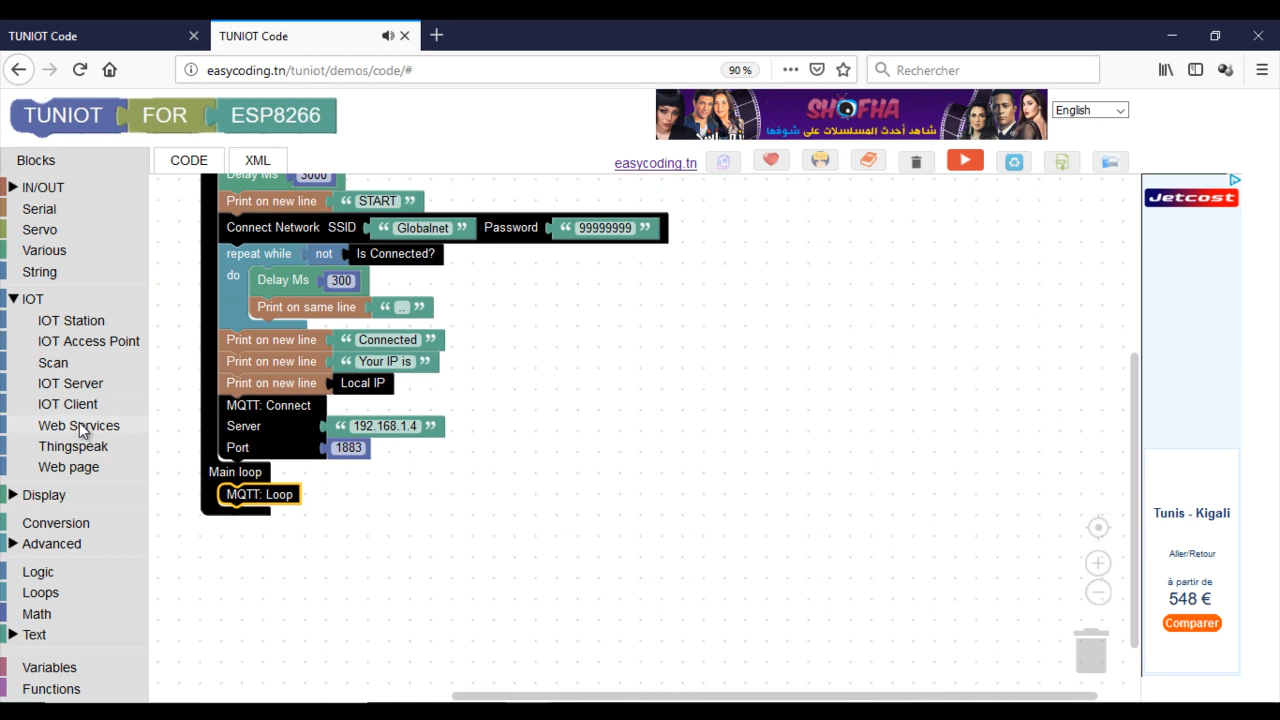 TUNIOT Code
TUNIOT Code
easycoding.tn/tuniot/demos/code/#
90 %
Rechercher
TUNIOT FOR ESP8266
SHOFHA
شاهد أحدث المسلسلات على شوفها
English
Blocks
CODE
XML
easycoding.tn
IN/OUT
Serial
Servo
Various
String
IOT
IOT Station
IOT Access Point
Scan
IOT Server
IOT Client
Web Services
Thingspeak
Web page
Display
Conversion
Advanced
Logic
Loops
Math
Text
Variables
Functions
Delay Ms 3000
Print on new line “ START ”
Connect Network SSID “ Globalnet ” Password “ 99999999 ”
repeat while not Is Connected?
do Delay Ms 300
Print on same line “ .. ”
Print on new line “ Connected ”
Print on new line “ Your IP is ”
Print on new line Local IP
MQTT: Connect
Server “ 192.168.1.4 ”
Port 1883
Main loop
MQTT: Loop
JETCOST
Tunis - Kigali
Aller/Retour
à partir de
548 €
Comparer